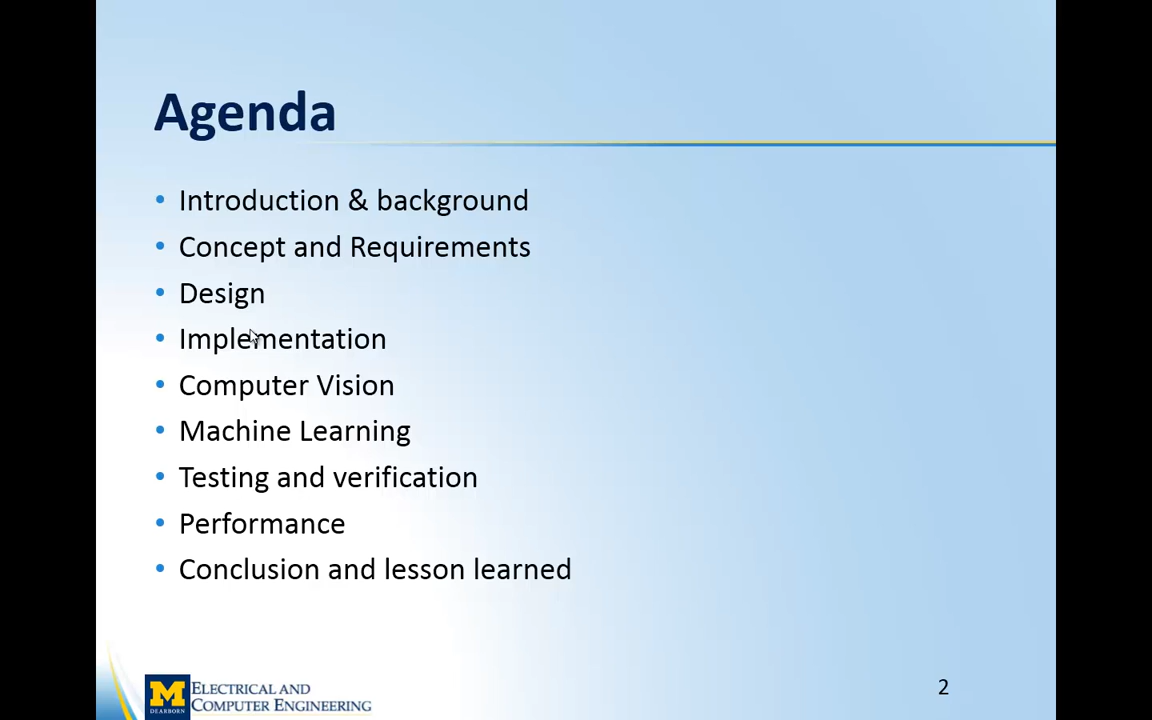 Agenda
• Introduction & background
• Concept and Requirements
• Design
• Implementation
• Computer Vision
• Machine Learning
• Testing and verification
• Performance
• Conclusion and lesson learned
M
DEARBORN
ELECTRICAL AND
COMPUTER ENGINEERING
2